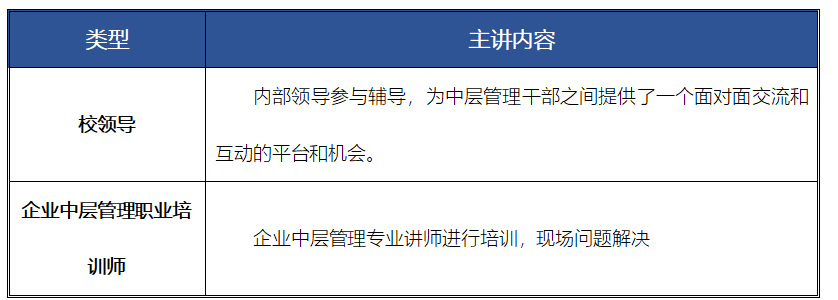 类型
主讲内容
校领导
内部领导参与辅导，为中层管理干部之间提供了一个面对面交流和
互动的平台和机会。
企业中层管理职业培
训师
企业中层管理专业讲师进行培训，现场问题解决